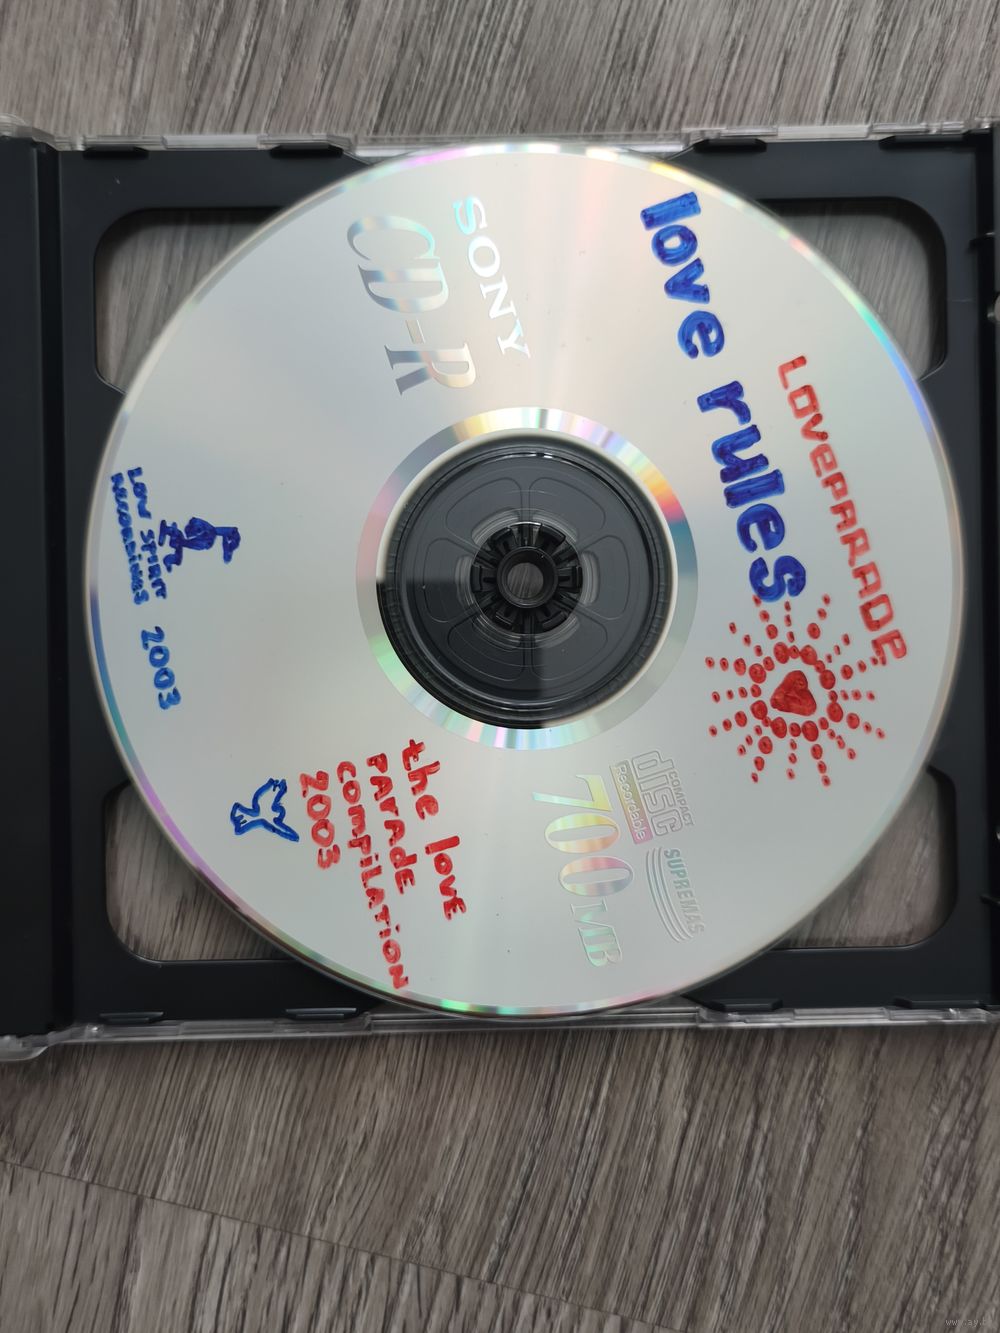 love rules
LOVEPARADE
SONY
CD-R
COMPACT
disc
Recordable
SUPREMAS
700MB
the love
PARADE
COMPILATION
2003
LOW SPIRIT
RECORDINGS 2003